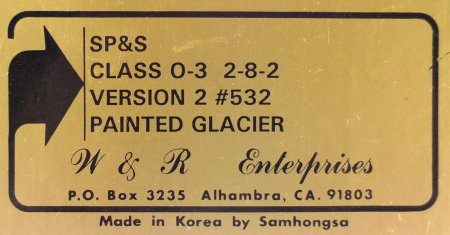 SP&S
CLASS O-3 2-8-2
VERSION 2 #532
PAINTED GLACIER
W & R Enterprises
P.O. Box 3235 Alhambra, CA. 91803
Made in Korea by Samhongsa